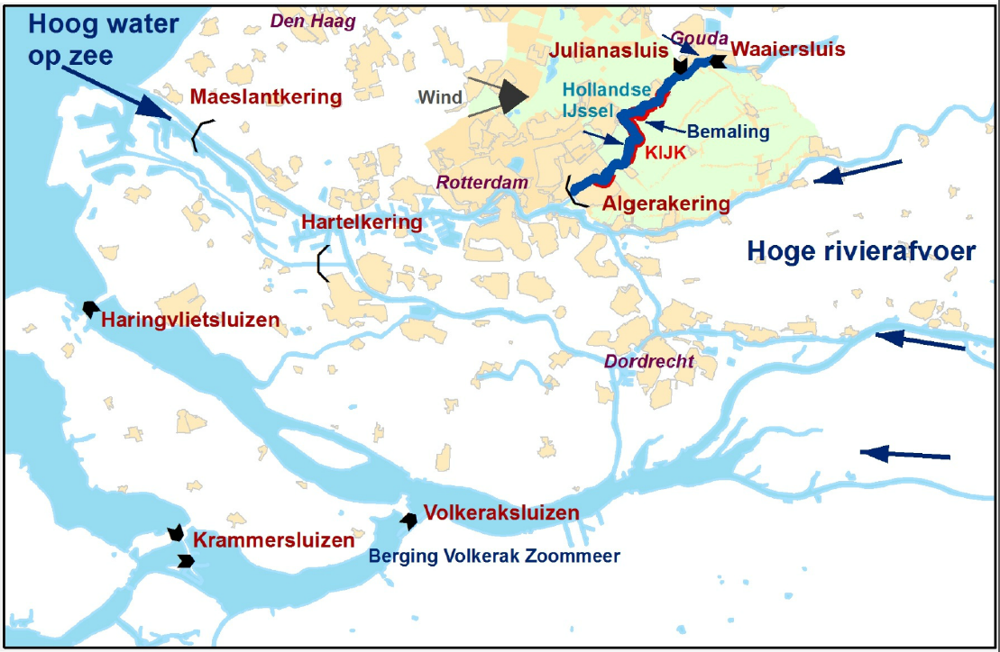 Hoog water
op zee
Den Haag
Gouda
Julianasluis
Waaiersluis
Maeslantkering
Wind
Hollandse
IJssel
Bemaling
KIJK
Rotterdam
Algerakering
Hartelkering
Hoge rivierafvoer
Haringvlietsluizen
Dordrecht
Volkeraksluizen
Krammersluizen
Berging Volkerak Zoommeer